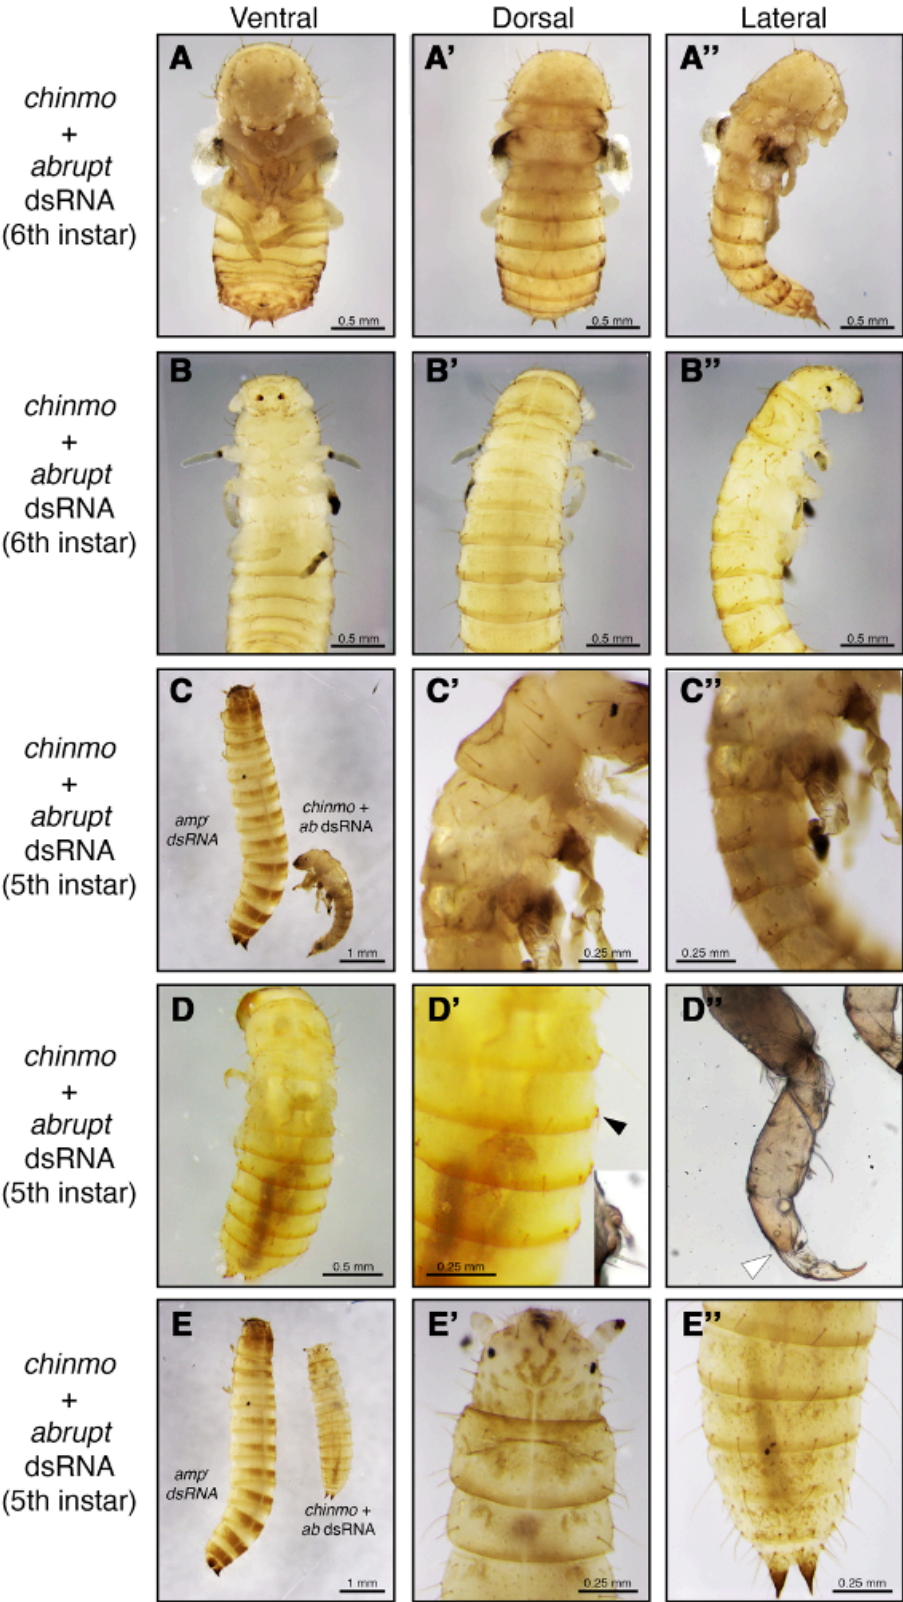 Ventral Dorsal Lateral
chinmo
+
abrupt
dsRNA
(6th instar)
A A' A''
0.5 mm 0.5 mm 0.5 mm
chinmo
+
abrupt
dsRNA
(6th instar)
B B' B''
0.5 mm 0.5 mm 0.5 mm
chinmo
+
abrupt
dsRNA
(5th instar)
C C' C''
ampr
dsRNA
chinmo +
ab dsRNA
1 mm 0.25 mm 0.25 mm
chinmo
+
abrupt
dsRNA
(5th instar)
D D' D''
0.5 mm 0.25 mm
chinmo
+
abrupt
dsRNA
(5th instar)
E E' E''
ampr
dsRNA
chinmo +
ab dsRNA
1 mm 0.25 mm 0.25 mm